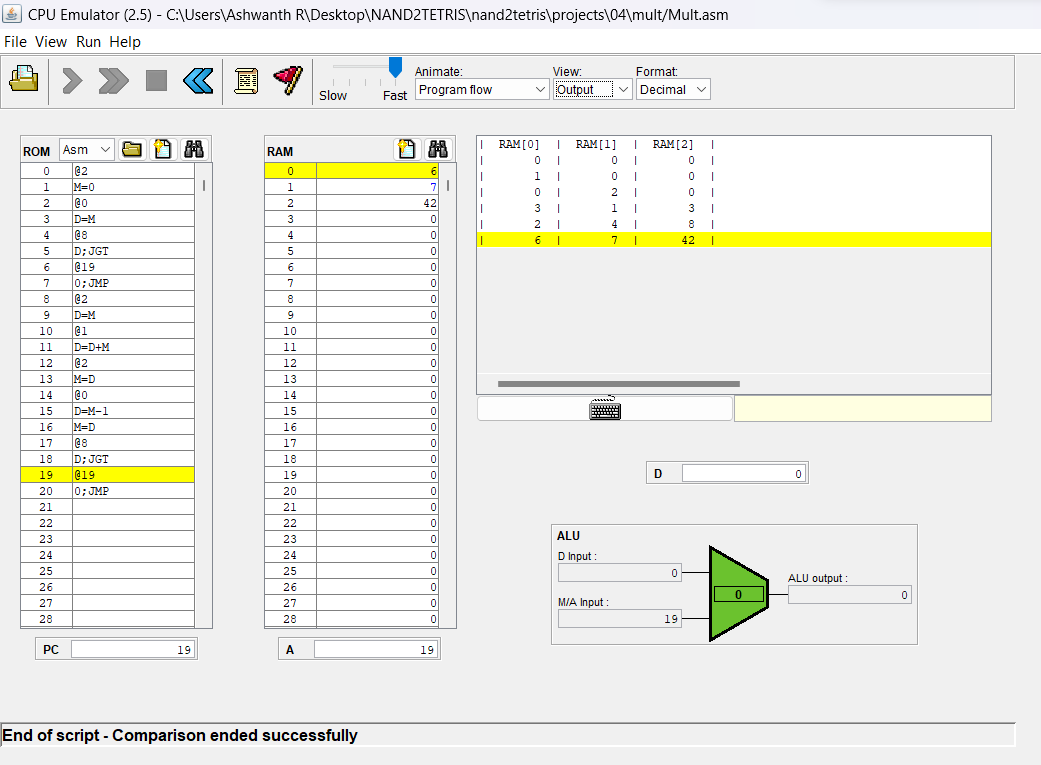 CPU Emulator (2.5) - C:\Users\Ashwanth R\Desktop\NAND2TETRIS\nand2tetris\projects\04\mult/Mult.asm
File View Run Help
Slow Fast
Animate: View: Format:
Program flow Output Decimal
ROM Asm
0 @2
1 M=0
2 @0
3 D=M
4 @8
5 D;JGT
6 @19
7 0;JMP
8 @2
9 D=M
10 @1
11 D=D+M
12 @2
13 M=D
14 @0
15 D=M-1
16 M=D
17 @8
18 D;JGT
19 @19
20 0;JMP
21
22
23
24
25
26
27
28
PC 19
RAM
0 6
1 7
2 42
3 0
4 0
5 0
6 0
7 0
8 0
9 0
10 0
11 0
12 0
13 0
14 0
15 0
16 0
17 0
18 0
19 0
20 0
21 0
22 0
23 0
24 0
25 0
26 0
27 0
28 0
A 19
| RAM[0] | RAM[1] | RAM[2] |
| 0 | 0 | 0 |
| 1 | 0 | 0 |
| 0 | 2 | 0 |
| 3 | 1 | 3 |
| 2 | 4 | 8 |
| 6 | 7 | 42 |
D 0
ALU
D Input :
0
M/A Input :
19
0
ALU output :
0
End of script - Comparison ended successfully